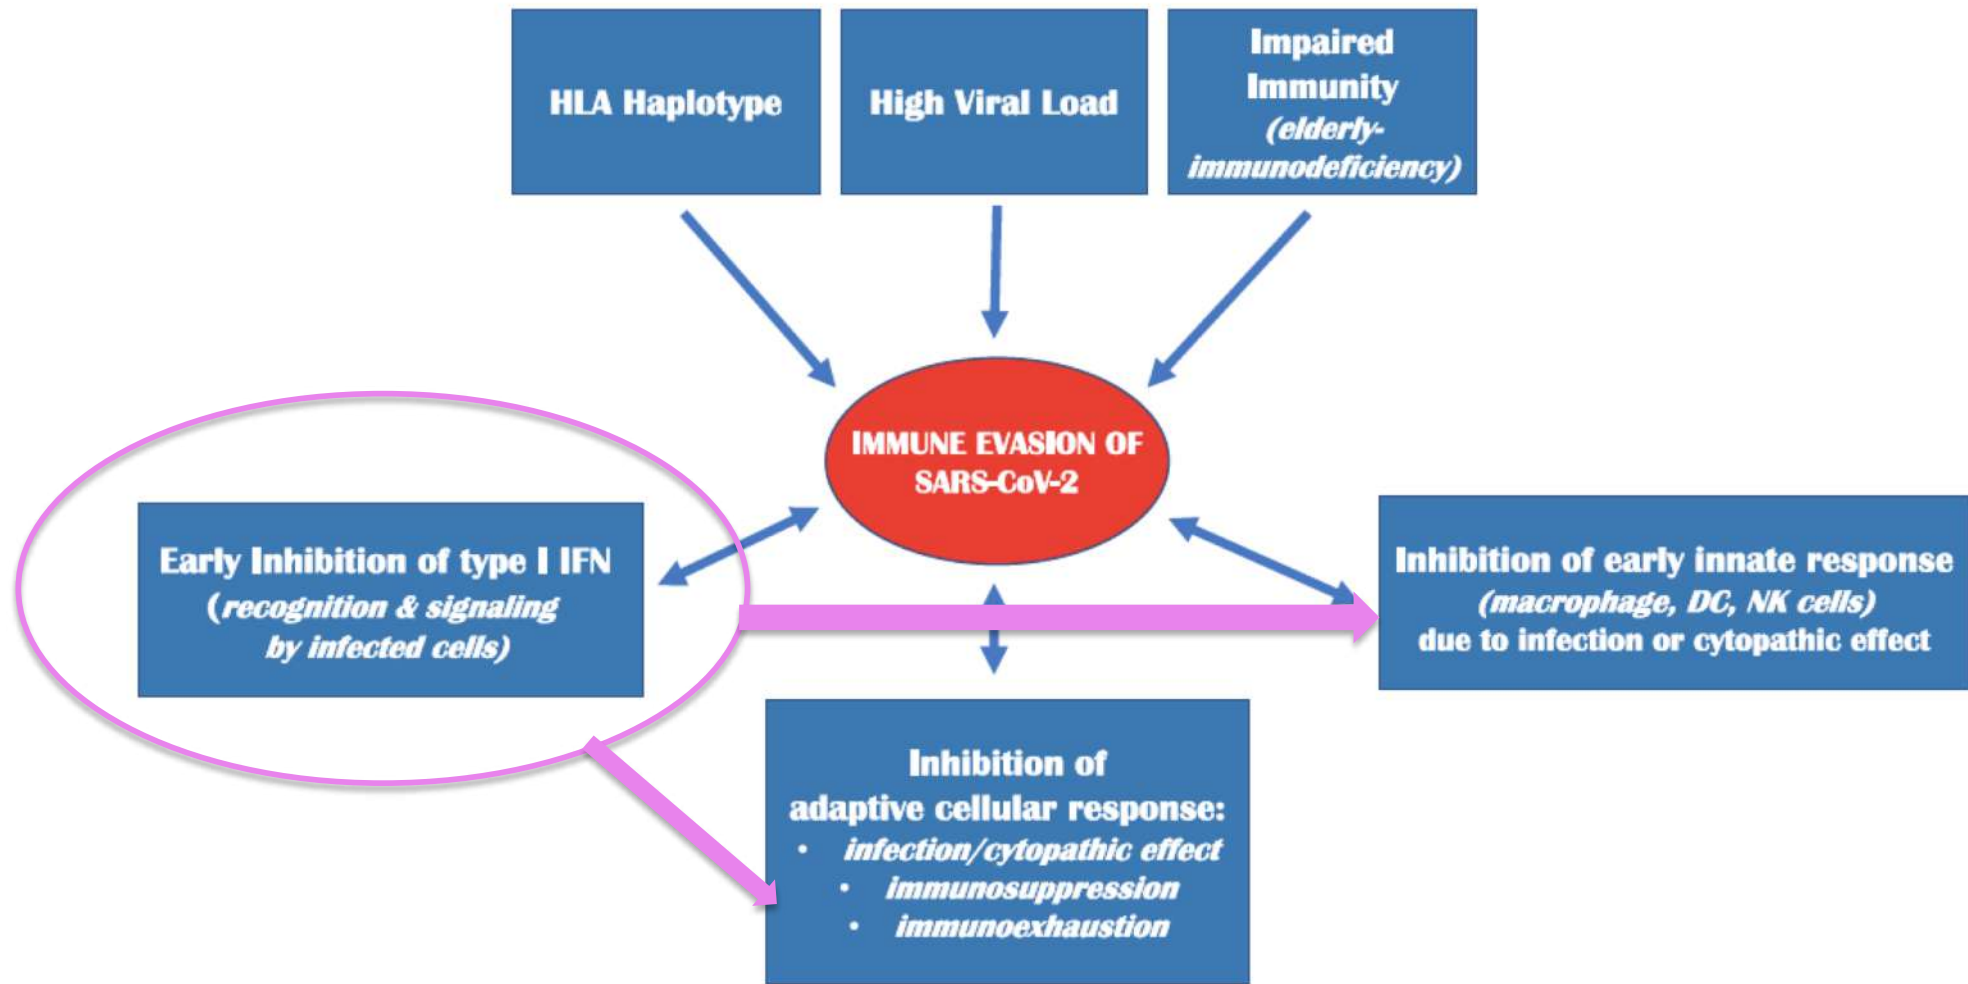 HLA Haplotype
High Viral Load
Impaired
Immunity
(elderly-
immunodeficiency)
IMMUNE EVASION OF
SARS-CoV-2
Early Inhibition of type I IFN
(recognition & signaling
by infected cells)
Inhibition of early innate response
(macrophage, DC, NK cells)
due to infection or cytopathic effect
Inhibition of
adaptive cellular response:
• infection/cytopathic effect
• immunosuppression
• immunoexhaustion